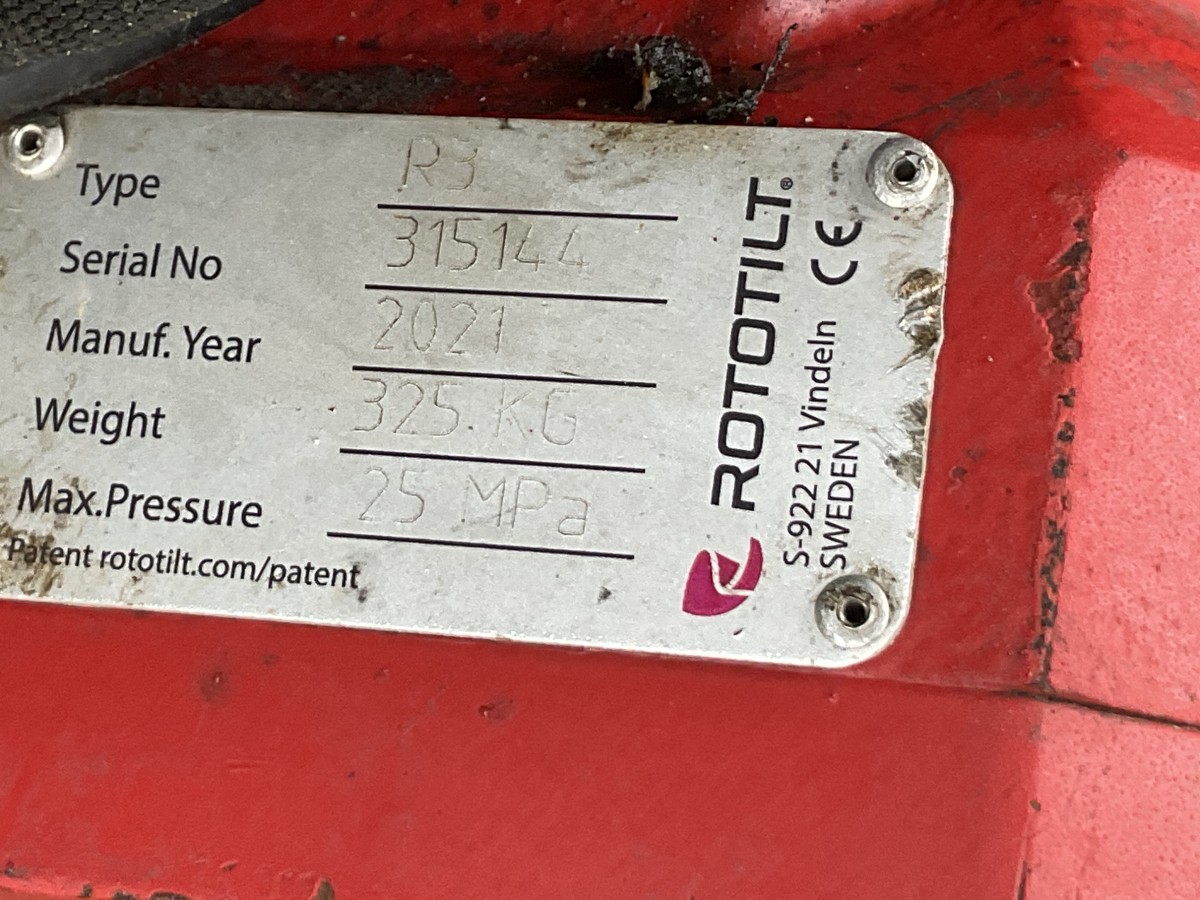 Type R3
Serial No 315144
Manuf. Year 2021
Weight 325 KG
Max.Pressure 25 MPa
Patent rototilt.com/patent
ROTOTILT®
S-922 21 Vindeln CE
SWEDEN